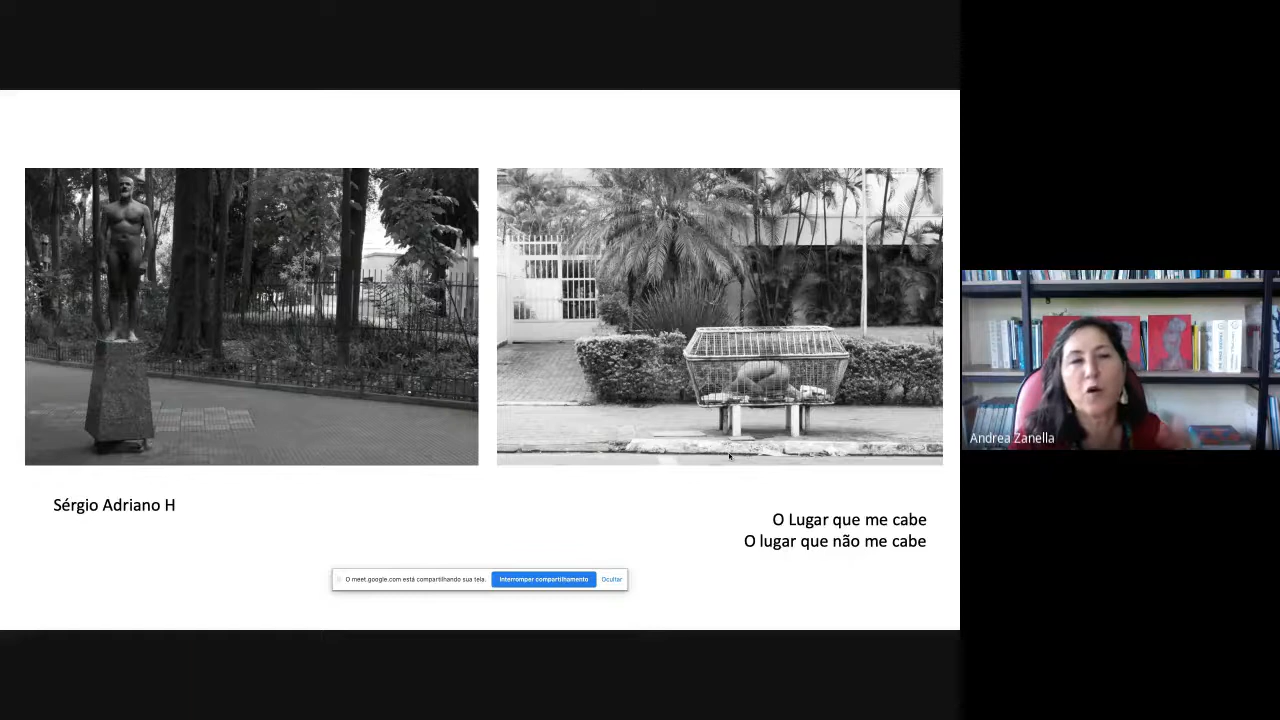 Sérgio Adriano H
O Lugar que me cabe
O lugar que não me cabe
O meet.google.com está compartilhando sua tela.
Interromper compartilhamento
Ocultar
Andrea Zanella